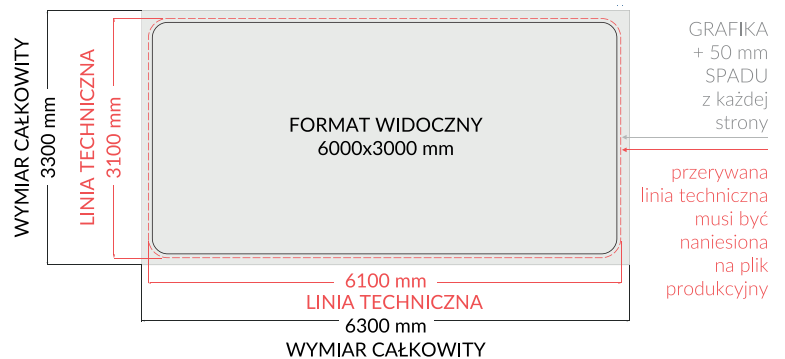 WYMIAR CAŁKOWITY
3300 mm
LINIA TECHNICZNA
3100 mm
FORMAT WIDOCZNY
6000x3000 mm
GRAFIKA
+ 50 mm
SPADU
z każdej
strony
przerywana
linia techniczna
musi być
naniesiona
na plik
produkcyjny
6100 mm
LINIA TECHNICZNA
6300 mm
WYMIAR CAŁKOWITY